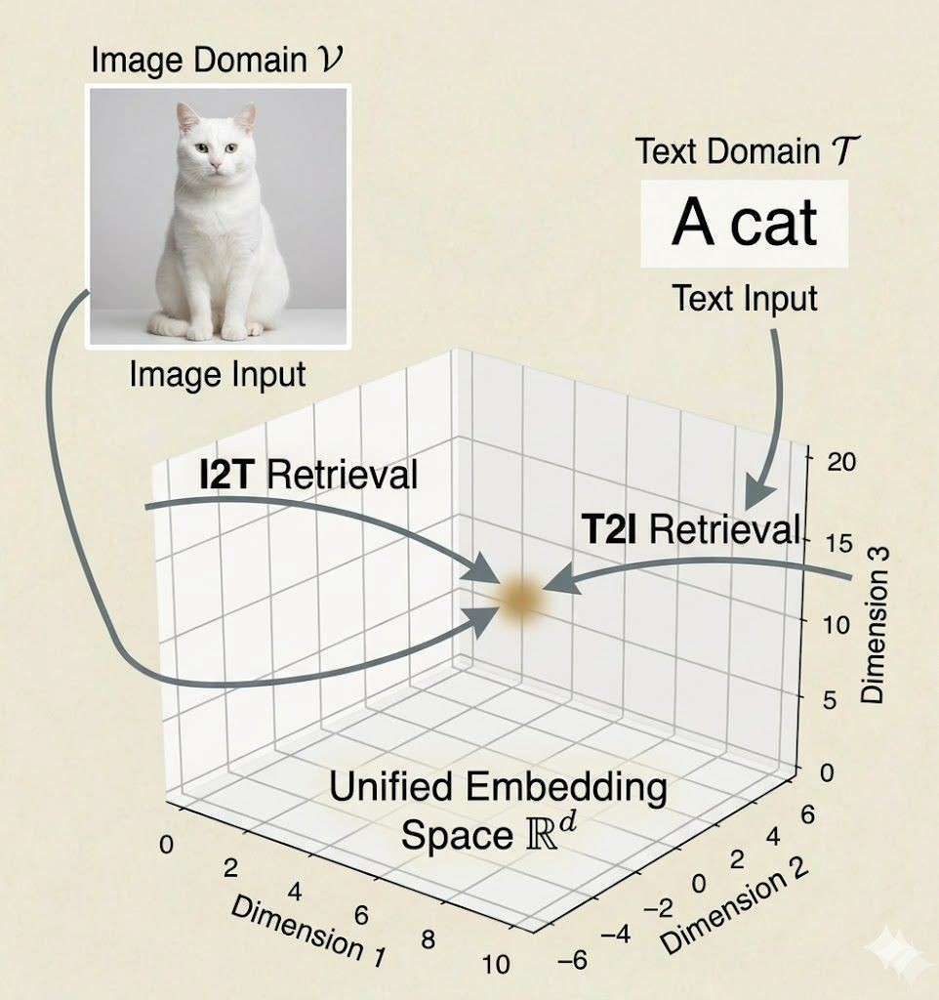 Image Domain 𝒱
Image Input
Text Domain 𝒯
A cat
Text Input
I2T Retrieval
T2I Retrieval
Unified Embedding
Space ℝᵈ
20
15
10
5
0
Dimension 3
0
2
4
6
8
10
Dimension 1
−6
−4
−2
0
2
4
6
Dimension 2